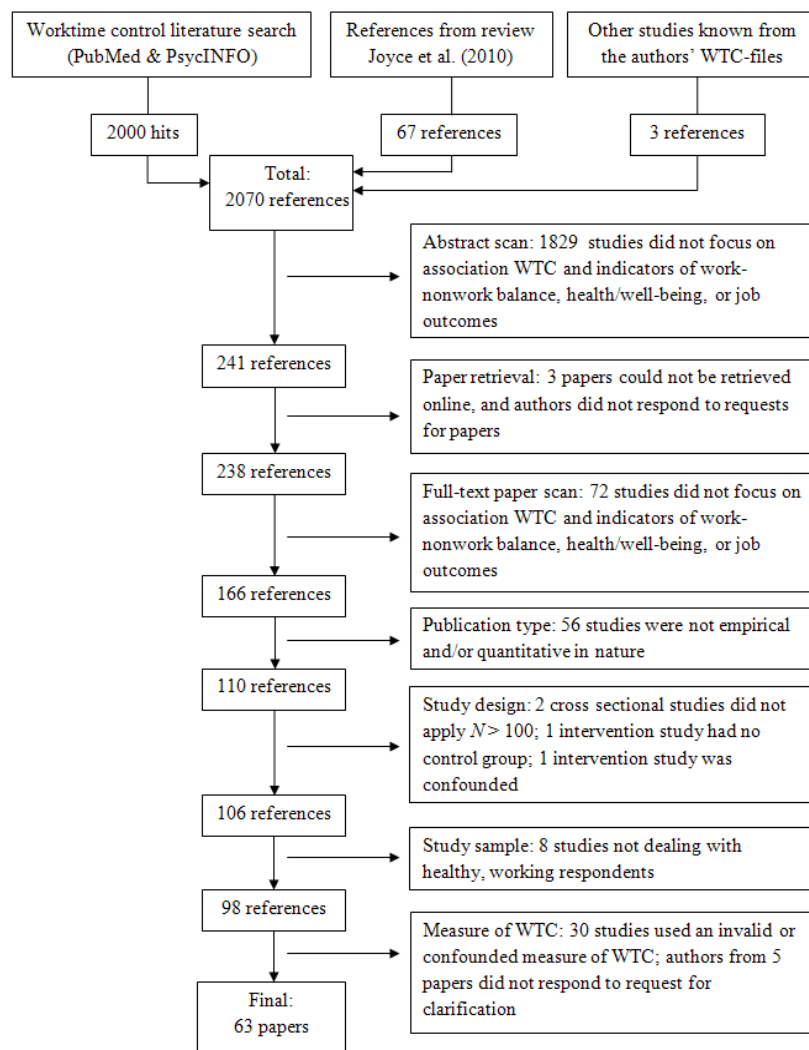 Worktime control literature search
(PubMed & PsycINFO)
References from review
Joyce et al. (2010)
Other studies known from
the authors’ WTC-files
2000 hits
67 references
3 references
Total:
2070 references
Abstract scan: 1829 studies did not focus on
association WTC and indicators of work-
nonwork balance, health/well-being, or job
outcomes
241 references
Paper retrieval: 3 papers could not be retrieved
online, and authors did not respond to requests
for papers
238 references
Full-text paper scan: 72 studies did not focus on
association WTC and indicators of work-
nonwork balance, health/well-being, or job
outcomes
166 references
Publication type: 56 studies were not empirical
and/or quantitative in nature
110 references
Study design: 2 cross sectional studies did not
apply N > 100; 1 intervention study had no
control group; 1 intervention study was
confounded
106 references
Study sample: 8 studies not dealing with
healthy, working respondents
98 references
Measure of WTC: 30 studies used an invalid or
confounded measure of WTC; authors from 5
papers did not respond to request for
clarification
Final:
63 papers